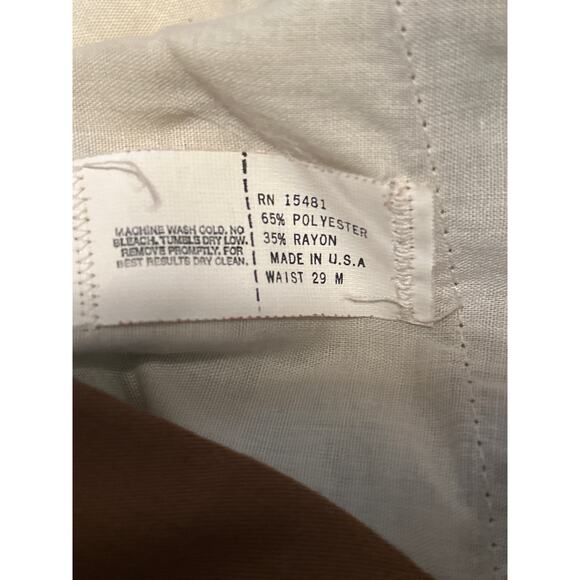 MACHINE WASH COLD. NO
BLEACH. TUMBLE DRY LOW.
REMOVE PROMPTLY. FOR
BEST RESULTS DRY CLEAN.
RN 15481
65% POLYESTER
35% RAYON
MADE IN U.S.A
WAIST 29 M